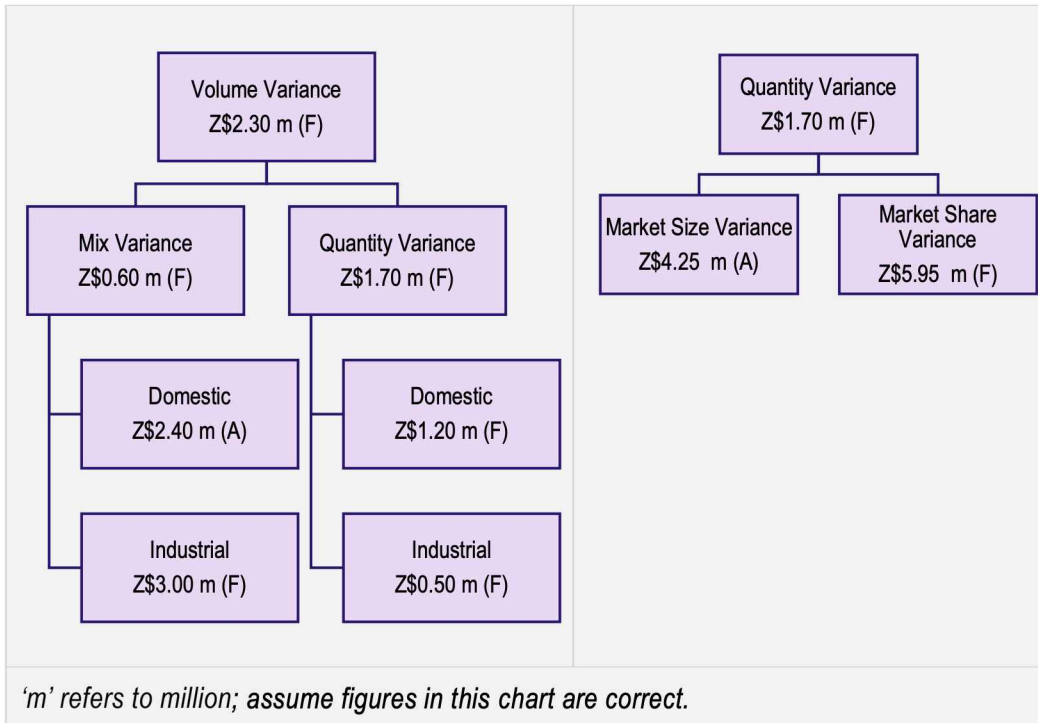 Volume Variance
Z$2.30 m (F)
Mix Variance
Z$0.60 m (F)
Quantity Variance
Z$1.70 m (F)
Domestic
Z$2.40 m (A)
Domestic
Z$1.20 m (F)
Industrial
Z$3.00 m (F)
Industrial
Z$0.50 m (F)
Quantity Variance
Z$1.70 m (F)
Market Size Variance
Z$4.25 m (A)
Market Share
Variance
Z$5.95 m (F)
‘m’ refers to million; assume figures in this chart are correct.